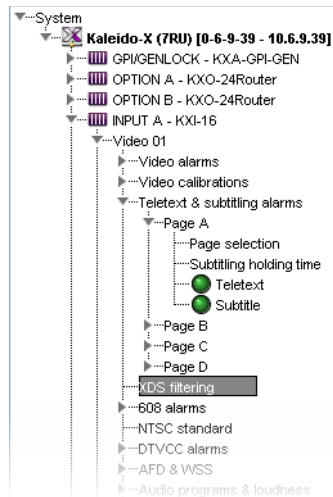 System
Kaleido-X (7RU) [0-6-9-39 - 10.6.9.39]
GPI/GENLOCK - KXA-GPI-GEN
OPTION A - KXO-24Router
OPTION B - KXO-24Router
INPUT A - KXI-16
Video 01
Video alarms
Video calibrations
Teletext & subtitling alarms
Page A
Page selection
Subtitling holding time
Teletext
Subtitle
Page B
Page C
Page D
XDS filtering
608 alarms
NTSC standard
DTVCC alarms
AFD & WSS
Audio programs & loudness